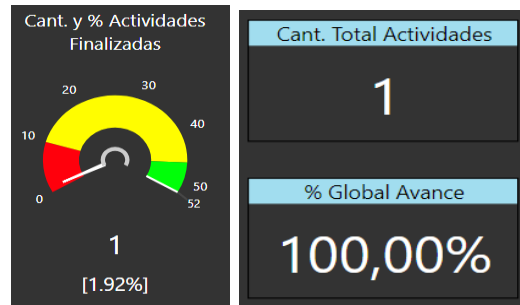 Cant. y % Actividades
Finalizadas
0
10
20
30
40
50
52
1
[1.92%]
Cant. Total Actividades
1
% Global Avance
100,00%